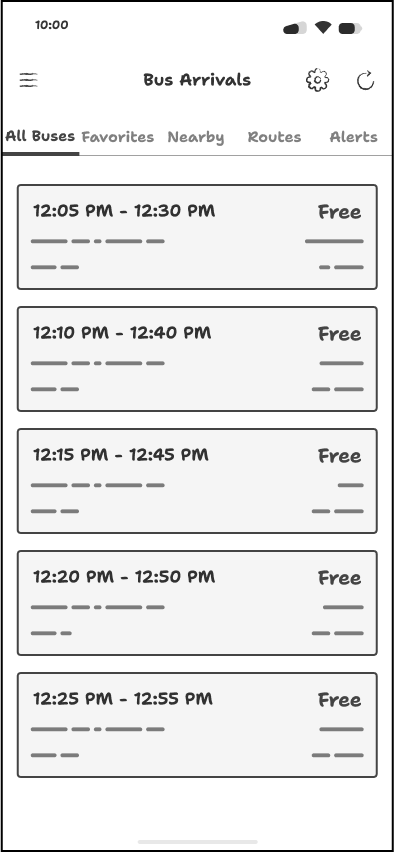 10:00
Bus Arrivals
All Buses Favorites Nearby Routes Alerts
12:05 PM - 12:30 PM Free
12:10 PM - 12:40 PM Free
12:15 PM - 12:45 PM Free
12:20 PM - 12:50 PM Free
12:25 PM - 12:55 PM Free